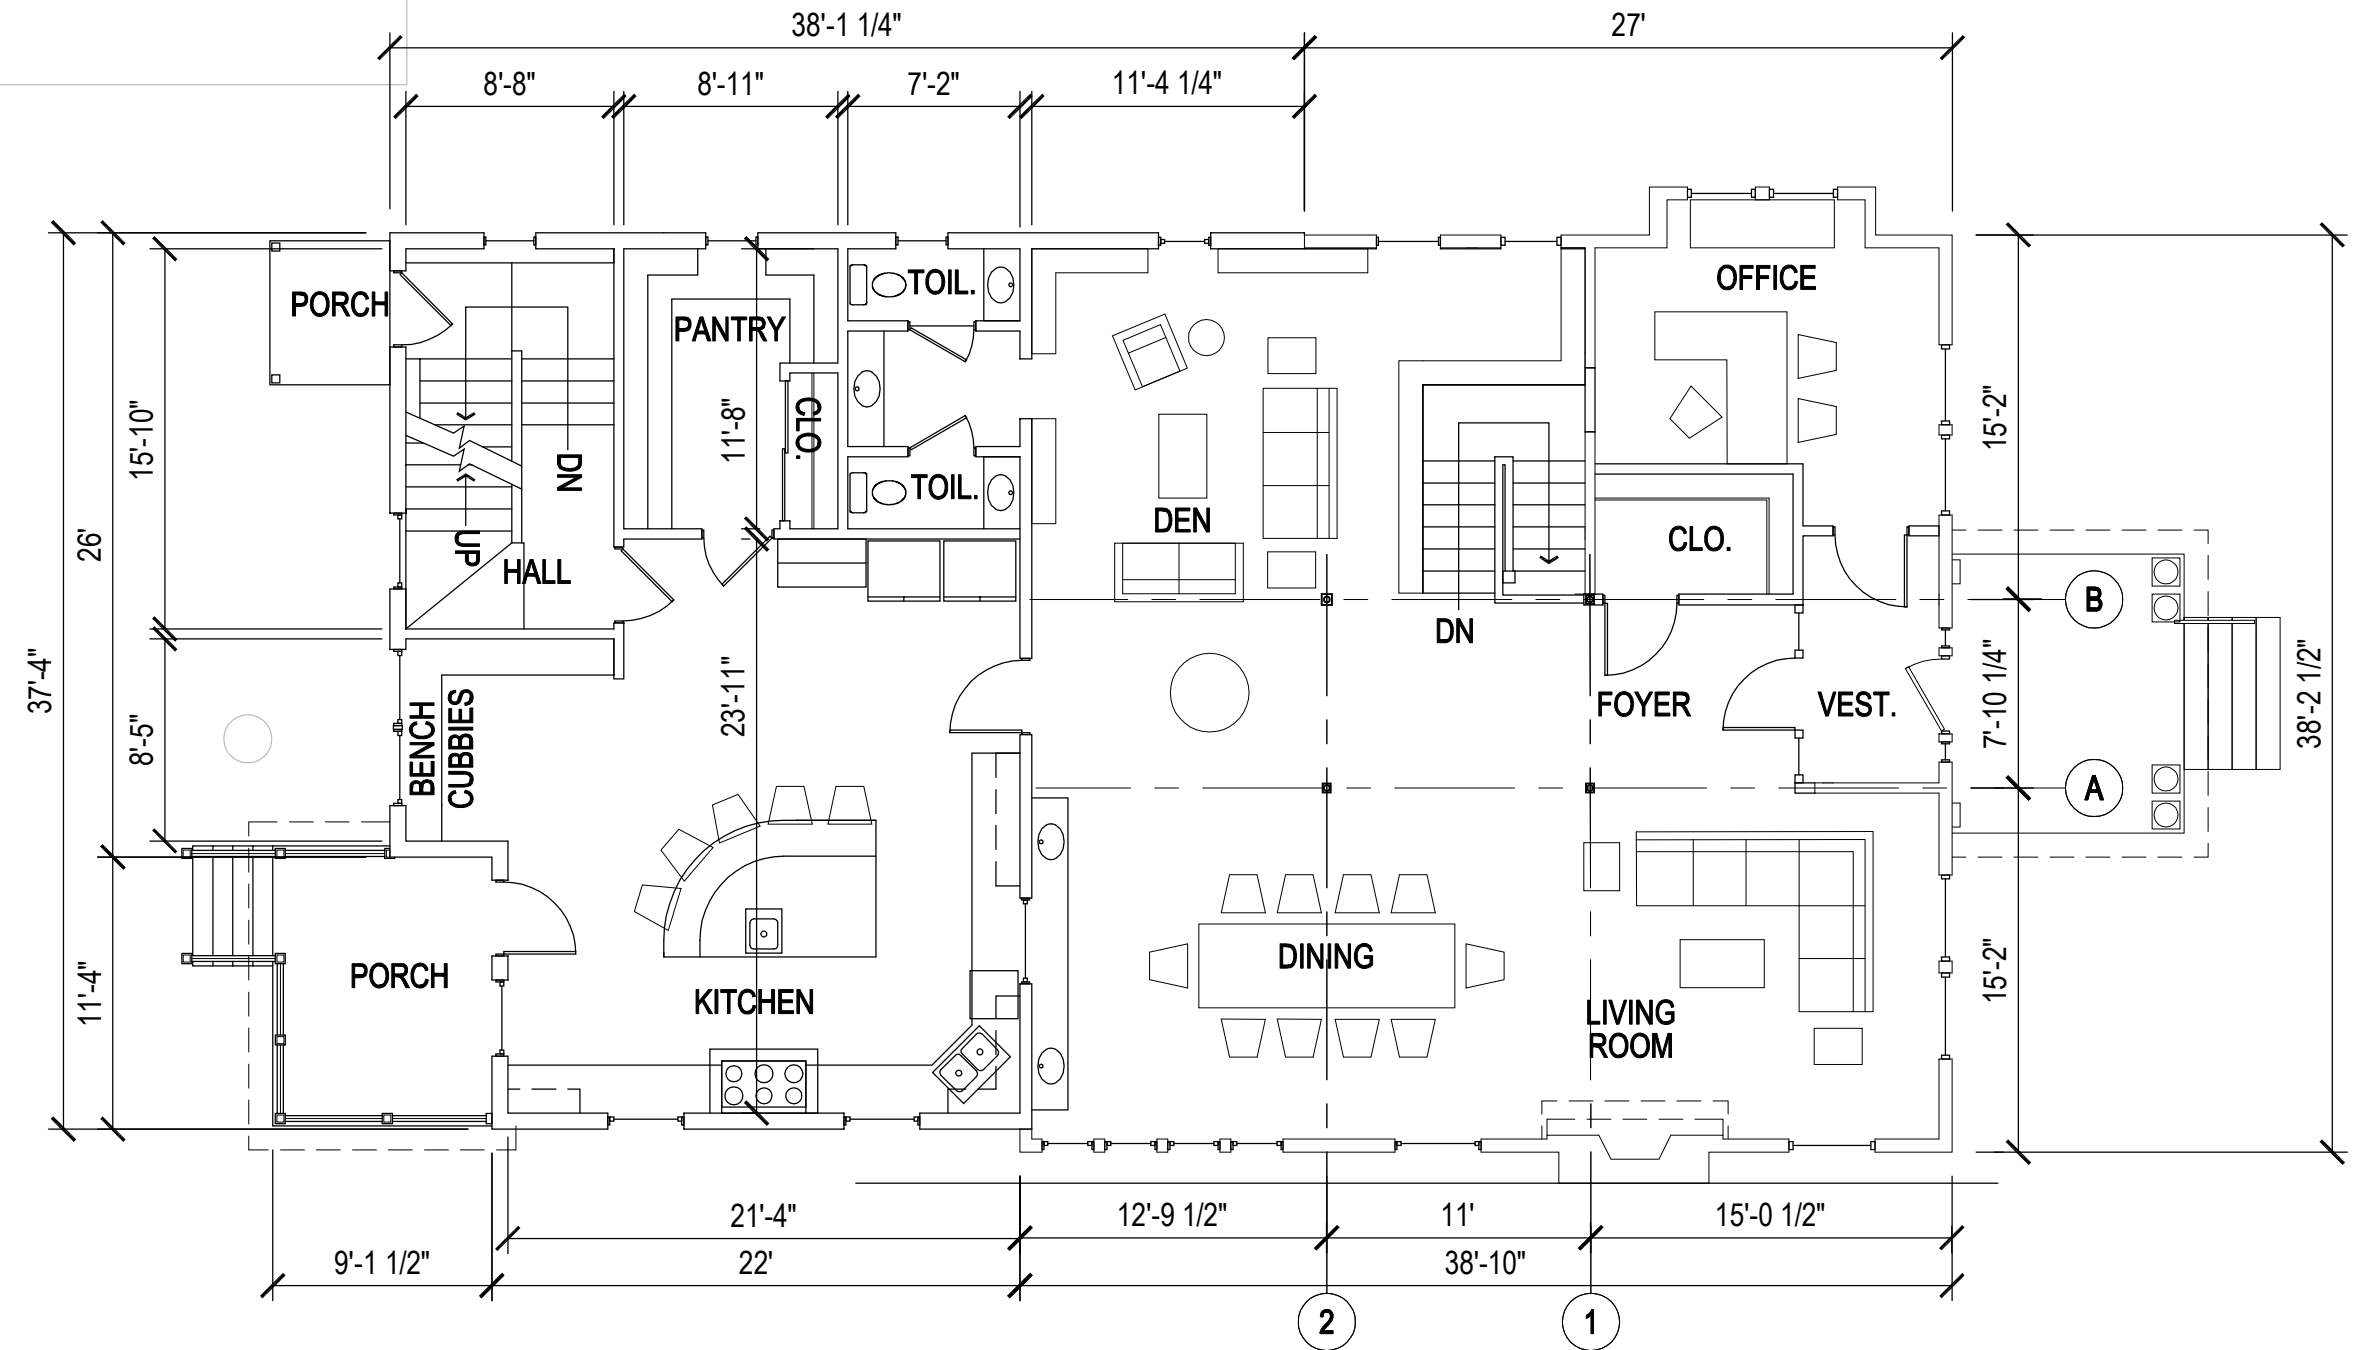 38'-1 1/4"
27'
8'-8"
8'-11"
7'-2"
11'-4 1/4"
PORCH
PANTRY
TOIL.
OFFICE
15'-10"
11'-8"
CLO.
15'-2"
DN
TOIL.
DEN
CLO.
26'
UP
HALL
B
DN
37'-4"
8'-5"
BENCH
CUBBIES
23'-11"
FOYER
VEST.
7'-10 1/4"
38'-2 1/2"
A
11'-4"
PORCH
KITCHEN
DINING
LIVING
ROOM
15'-2"
21'-4"
12'-9 1/2"
11'
15'-0 1/2"
9'-1 1/2"
22'
38'-10"
2
1